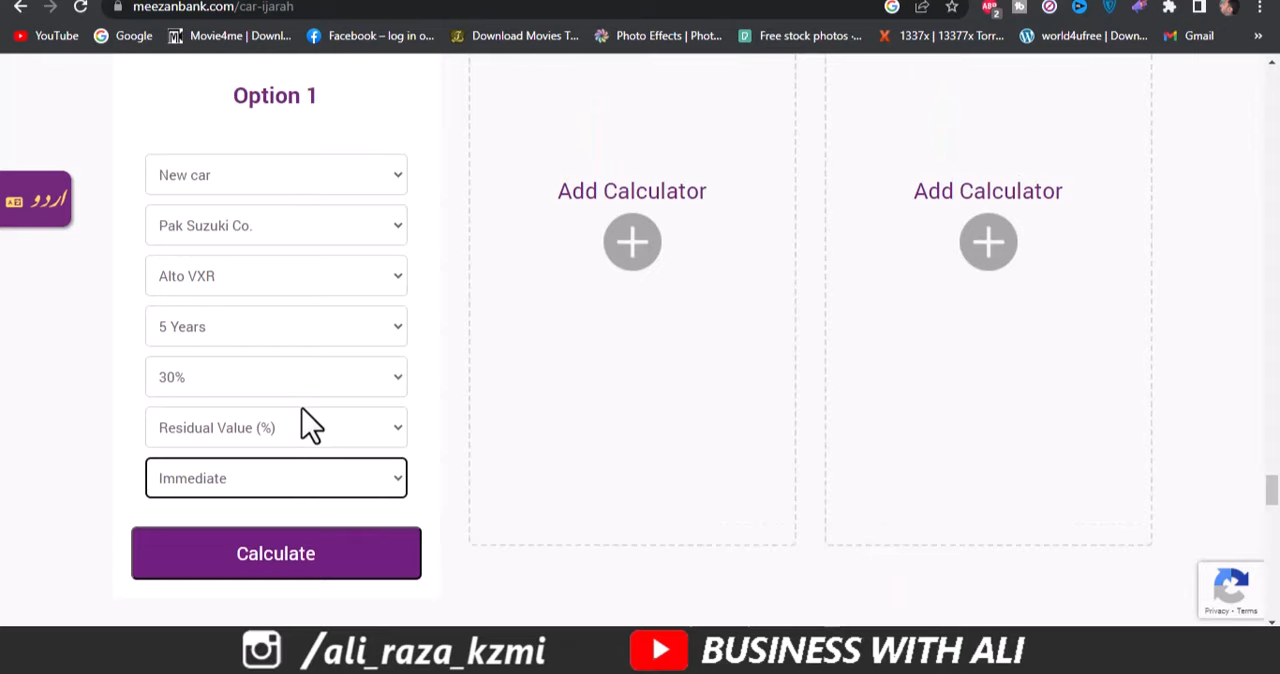 meezanbank.com/car-ijarah
2
YouTube
Google
Movie4me | Downl...
Facebook – log in o...
Download Movies T...
Photo Effects | Phot...
Free stock photos -...
1337x | 13377x Torr...
world4ufree | Down...
Gmail
»
اردو
Option 1
New car
Pak Suzuki Co.
Alto VXR
5 Years
30%
Residual Value (%)
Immediate
Calculate
Add Calculator
Add Calculator
Privacy - Terms
/ali_raza_kzmi
BUSINESS WITH ALI